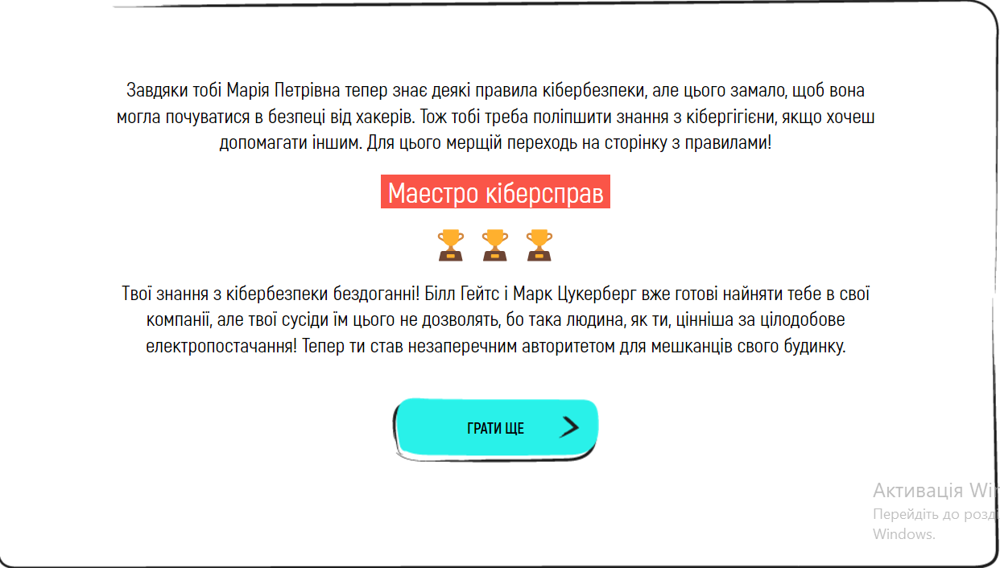 Завдяки тобі Марія Петрівна тепер знає деякі правила кібербезпеки, але цього замало, щоб вона
могла почуватися в безпеці від хакерів. Тож тобі треба поліпшити знання з кібергігієни, якщо хочеш
допомагати іншим. Для цього мерщій переходь на сторінку з правилами!
Маестро кіберсправ
Твої знання з кібербезпеки бездоганні! Білл Гейтс і Марк Цукерберг вже готові найняти тебе в свої
компанії, але твої сусіди їм цього не дозволять, бо така людина, як ти, цінніша за цілодобове
електропостачання! Тепер ти став незаперечним авторитетом для мешканців свого будинку.
ГРАТИ ЩЕ
Активація
Перейдіть до
Windows.